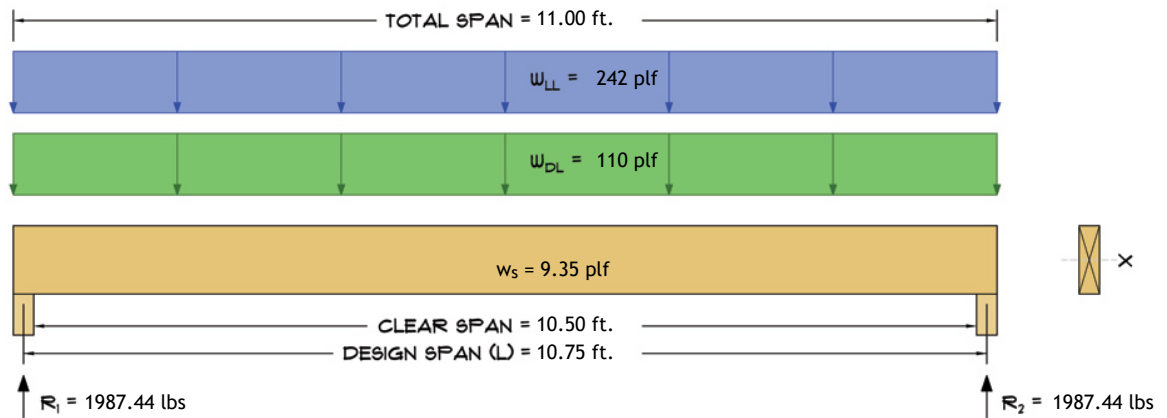 TOTAL SPAN = 11.00 ft.
WLL = 242 plf
WDL = 110 plf
ws = 9.35 plf
X
CLEAR SPAN = 10.50 ft.
DESIGN SPAN (L) = 10.75 ft.
R1 = 1987.44 lbs
R2 = 1987.44 lbs